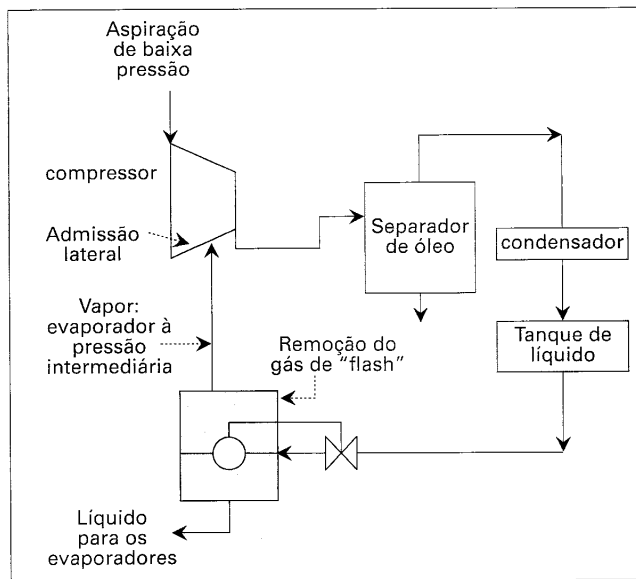 Aspiração
de baixa
pressão
compressor
Admissão
lateral
Separador
de óleo
condensador
Vapor:
evaporador à
pressão
intermediária
Remoção do
gás de “flash”
Tanque de
líquido
Líquido
para os
evaporadores